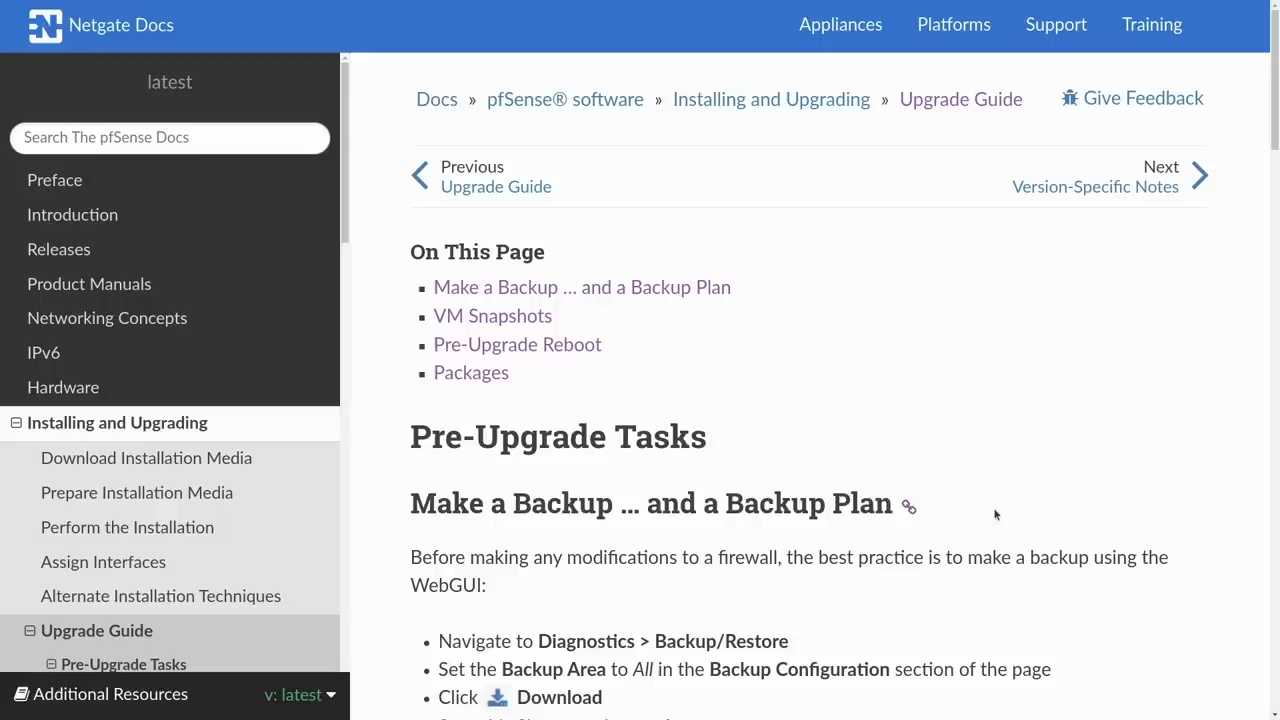 Netgate Docs
Appliances
Platforms
Support
Training
latest
Search The pfSense Docs
Preface
Introduction
Releases
Product Manuals
Networking Concepts
IPv6
Hardware
Installing and Upgrading
Download Installation Media
Prepare Installation Media
Perform the Installation
Assign Interfaces
Alternate Installation Techniques
Upgrade Guide
Pre-Upgrade Tasks
Additional Resources
v: latest
Docs » pfSense® software » Installing and Upgrading » Upgrade Guide
Give Feedback
Previous
Upgrade Guide
Next
Version-Specific Notes
On This Page
Make a Backup … and a Backup Plan
VM Snapshots
Pre-Upgrade Reboot
Packages
Pre-Upgrade Tasks
Make a Backup … and a Backup Plan
Before making any modifications to a firewall, the best practice is to make a backup using the
WebGUI:
• Navigate to Diagnostics > Backup/Restore
• Set the Backup Area to All in the Backup Configuration section of the page
• Click Download